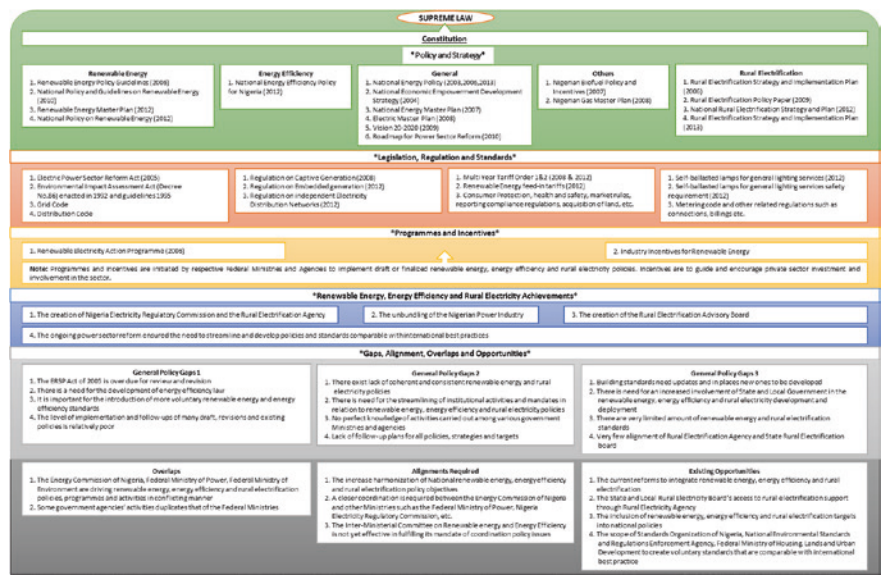 SUPREME LAW
Constitution
*Policy and Strategy*
Renewable Energy
1. Renewable Energy Policy Guidelines (2006)
2. National Policy and Guidelines on Renewable Energy
(2010)
3. Renewable Energy Master Plan (2012)
4. National Policy on Renewable Energy (2012)
Energy Efficiency
1. National Energy Efficiency Policy
for Nigeria (2012)
General
1. National Energy Policy (2003,2006,2013)
2. National Economic Empowerment Development
Strategy (2004)
3. National Energy Master Plan (2007)
4. Electric Master Plan (2008)
5. Vision 20-2020 (2009)
6. Roadmap for Power Sector Reform (2010)
Others
1. Nigerian Biofuel Policy and
Incentives (2007)
2. Nigerian Gas Master Plan (2008)
Rural Electrification
1. Rural Electrification Strategy and Implementation Plan
(2006)
2. Rural Electrification Policy Paper (2009)
3. National Rural Electrification Strategy and Plan (2012)
4. Rural Electrification Strategy and Implementation Plan
(2013)
*Legislation, Regulation and Standards*
1. Electric Power Sector Reform Act (2005)
2. Environmental Impact Assessment Act (Decree
No.86) enacted in 1992 and guidelines 1995
3. Grid Code
4. Distribution Code
1. Regulation on Captive Generation (2008)
2. Regulation on Embedded generation (2012)
3. Regulation on Independent Electricity
Distribution Networks (2012)
1. Multi Year Tariff Order 1&2 (2008 & 2012)
2. Renewable Energy feed-in tariffs (2012)
3. Consumer Protection, health and safety, market rules,
reporting compliance regulations, acquisition of land, etc.
1. Self-ballasted lamps for general lighting services (2012)
2. Self-ballasted lamps for general lighting services safety
requirement (2012)
3. Metering code and other related regulations such as
connections, billings etc.
*Programmes and Incentives*
1. Renewable Electricity Action Programme (2006)
2. Industry Incentives for Renewable Energy
Note: Programmes and incentives are initiated by respective Federal Ministries and Agencies to implement draft or finalized renewable energy, energy efficiency and rural electricity policies. Incentives are to guide and encourage private sector investment and
involvement in the sector.
*Renewable Energy, Energy Efficiency and Rural Electricity Achievements*
1. The creation of Nigeria Electricity Regulatory Commission and the Rural Electrification Agency
2. The unbundling of the Nigerian Power Industry
3. The creation of the Rural Electrification Advisory Board
4. The ongoing power sector reform ensured the need to streamline and develop policies and standards comparable with international best practices
*Gaps, Alignment, Overlaps and Opportunities*
General Policy Gaps 1
1. The ERSP Act of 2005 is overdue for review and revision
2. There is a need for the development of energy efficiency law
3. It is important for the introduction of more voluntary renewable energy and energy
efficiency standards
4. The level of implementation and follow-ups of many draft, revisions and existing
policies is relatively poor
General Policy Gaps 2
1. There exist lack of coherent and consistent renewable energy and rural
electricity policies
2. There is need for the streamlining of institutional activities and mandates in
relation to renewable energy, energy efficiency and rural electricity policies
3. No perfect knowledge of activities carried out among various government
Ministries and agencies
4. Lack of follow-up plans for all policies, strategies and targets
General Policy Gaps 3
1. Building standards need updates and in places new ones to be developed
2. There is need for an increased involvement of State and Local Government in the
renewable energy, energy efficiency and rural electricity development and
deployment
3. There are very limited amount of renewable energy and rural electrification
standards
4. Very few alignment of Rural Electrification Agency and State Rural Electrification
board
Overlaps
1. The Energy Commission of Nigeria, Federal Ministry of Power, Federal Ministry of
Environment are driving renewable energy, energy efficiency and rural electrification
policies, programmes and activities in conflicting manner
2. Some government agencies' activities duplicates that of the Federal Ministries
Alignments Required
1. The increase harmonization of National renewable energy, energy efficiency
and rural electrification policy objectives
2. A closer coordination is required between the Energy Commission of Nigeria
and other Ministries such as the Federal Ministry of Power, Nigeria
Electricity Regulatory Commission, etc.
3. The Inter-Ministerial Committee on Renewable energy and Energy Efficiency
is not yet effective in fulfilling its mandate of coordination policy issues
Existing Opportunities
1. The current reforms to integrate renewable energy, energy efficiency and rural
electrification
2. The State and Local Rural Electricity Board's access to rural electrification support
through Rural Electricity Agency
3. The inclusion of renewable energy, energy efficiency and rural electrification targets
into national policies
4. The scope of Standards Organization of Nigeria, National Environmental Standards
and Regulations Enforcement Agency, Federal Ministry of Housing, Lands and Urban
Development to create voluntary standards that are comparable with international
best practice